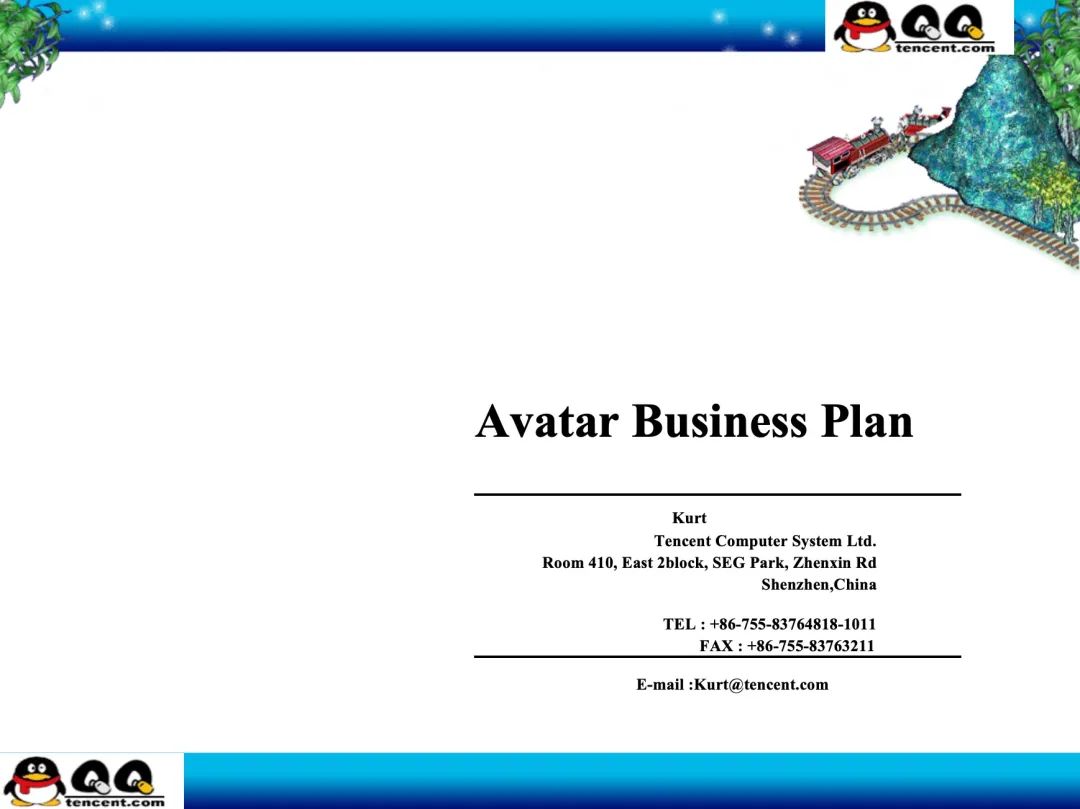 QQ
tencent.com
Avatar Business Plan
Kurt
Tencent Computer System Ltd.
Room 410, East 2block, SEG Park, Zhenxin Rd
Shenzhen,China
TEL : +86-755-83764818-1011
FAX : +86-755-83763211
E-mail :Kurt@tencent.com
QQ
tencent.com